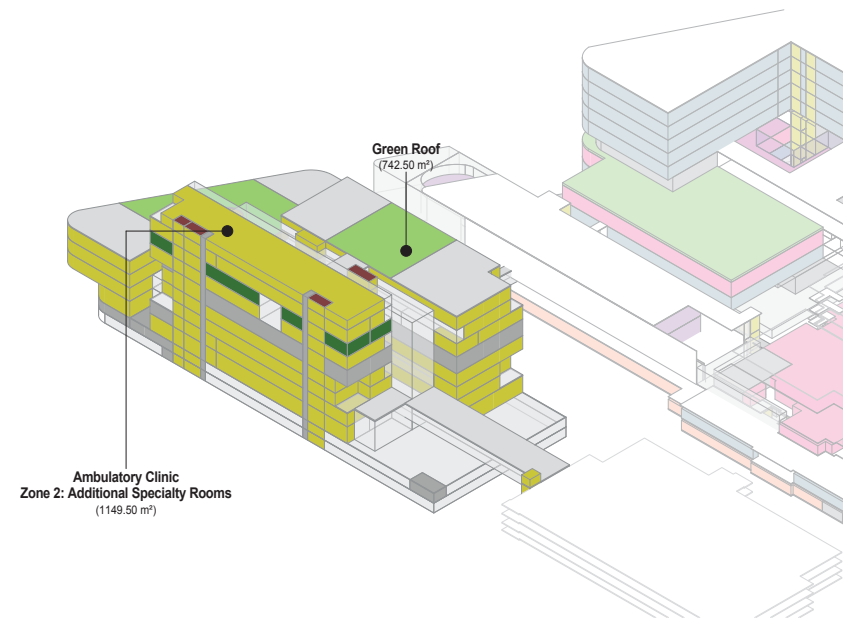 Green Roof
(742.50 m²)
Ambulatory Clinic
Zone 2: Additional Specialty Rooms
(1149.50 m²)